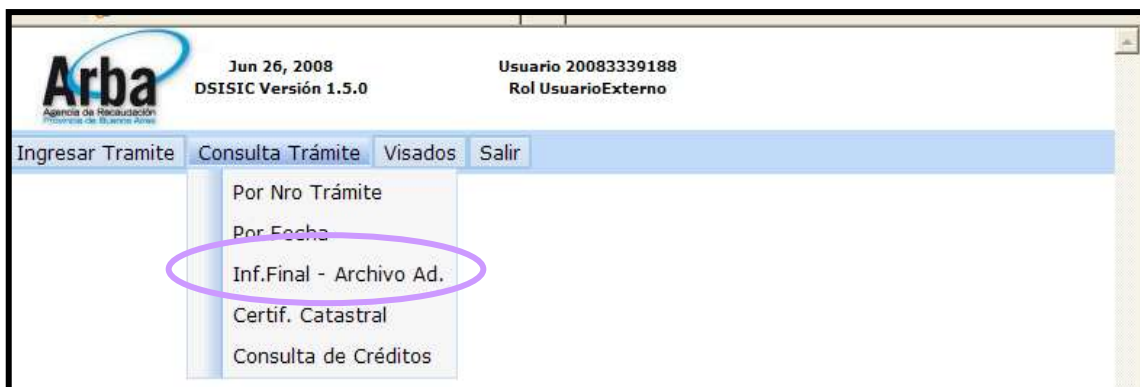 Arba
Agencia de Recaudación
Provincia de Buenos Aires
Jun 26, 2008
DSISIC Versión 1.5.0
Usuario 20083339188
Rol UsuarioExterno
Ingresar Tramite Consulta Trámite Visados Salir
Por Nro Trámite
Por Fecha
Inf.Final - Archivo Ad.
Certif. Catastral
Consulta de Créditos